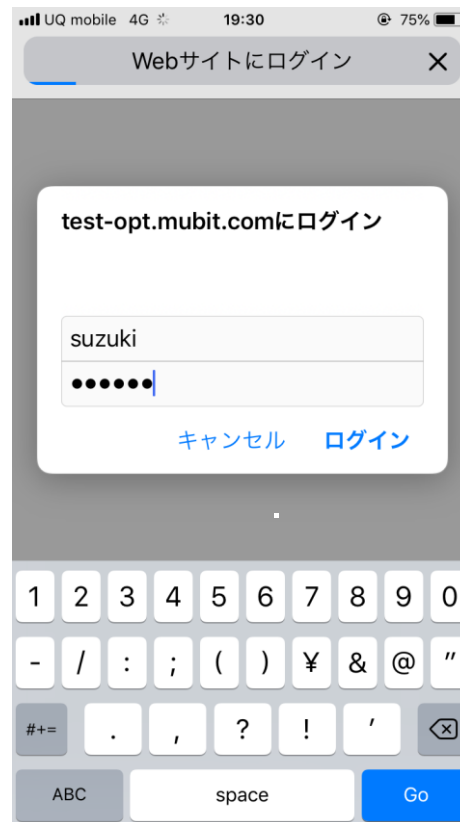 UQ mobile 4G 19:30 75%
Webサイトにログイン ×
test-opt.mubit.comにログイン
suzuki
●●●●●●
キャンセル ログイン
1 2 3 4 5 6 7 8 9 0
- / : ; ( ) ¥ & @ "
#+= . , ? ! '
ABC space Go